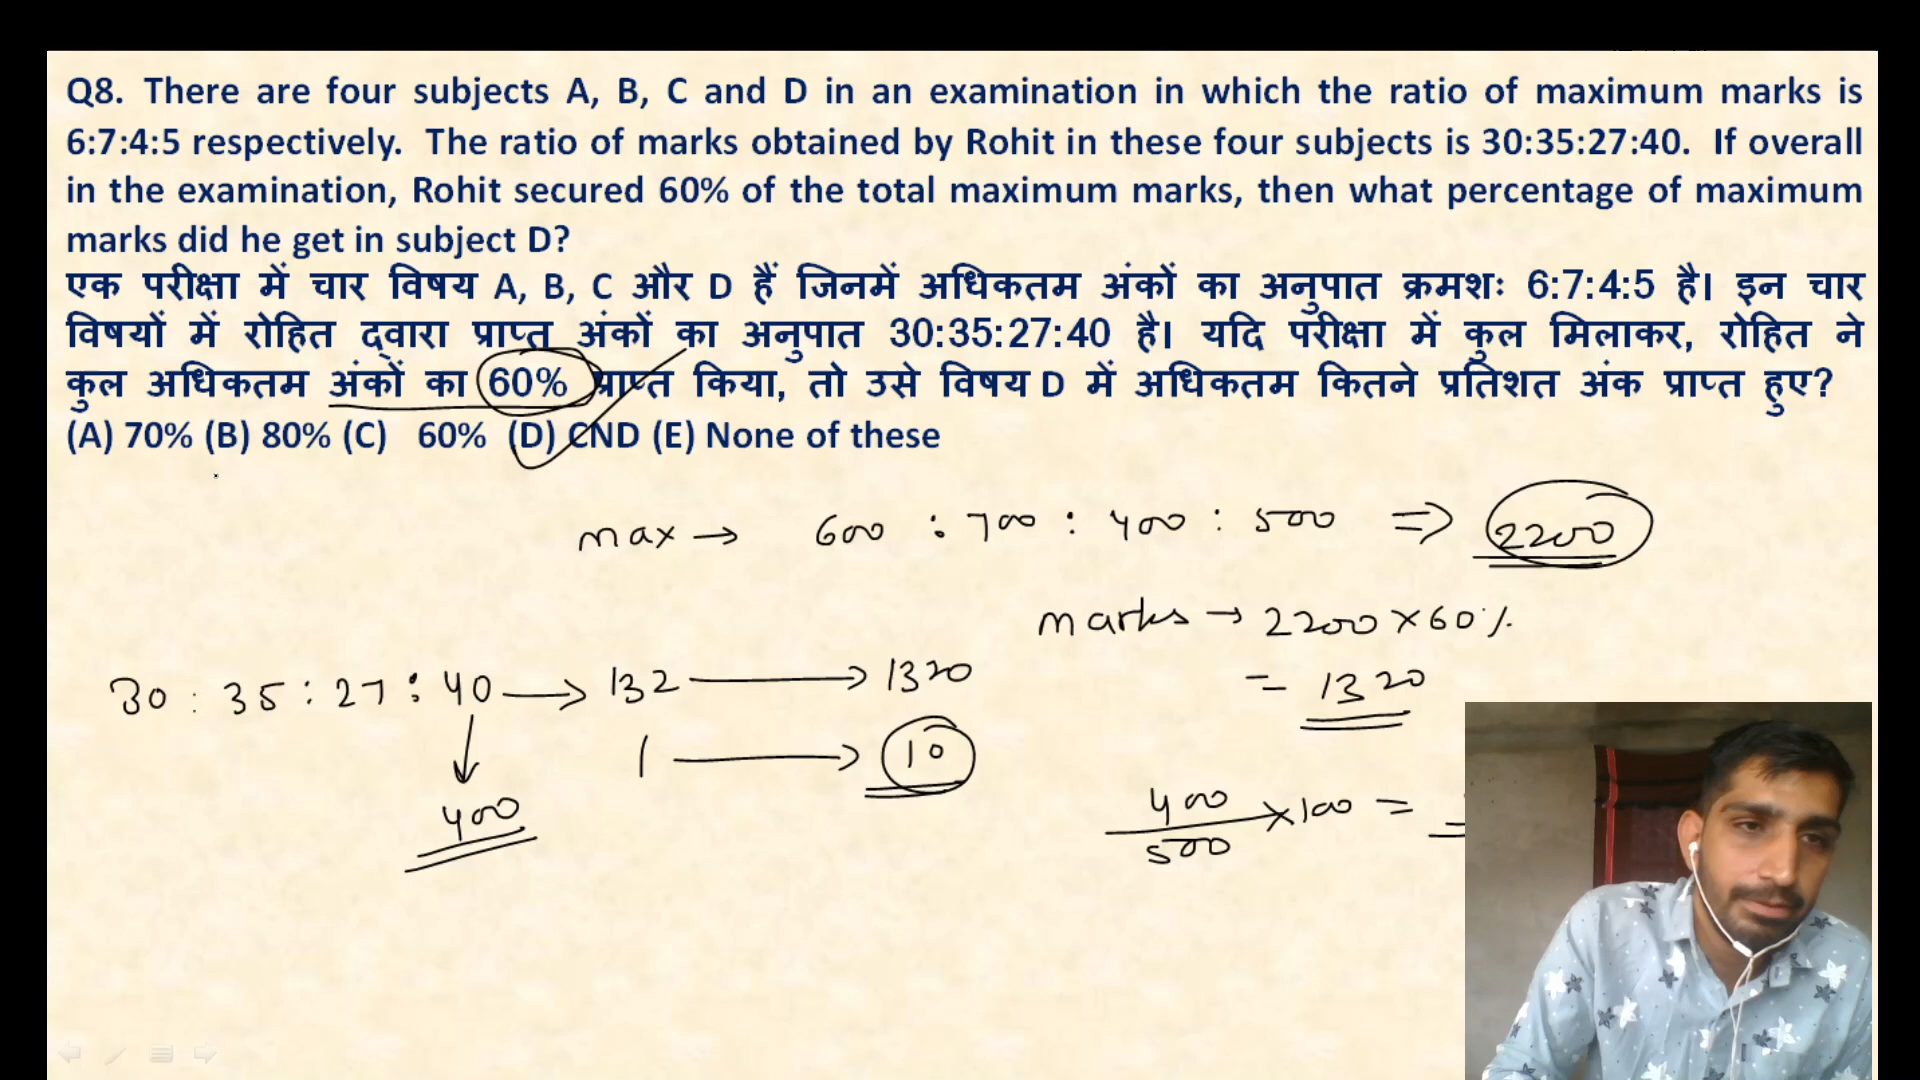 Q8. There are four subjects A, B, C and D in an examination in which the ratio of maximum marks is
6:7:4:5 respectively. The ratio of marks obtained by Rohit in these four subjects is 30:35:27:40. If overall
in the examination, Rohit secured 60% of the total maximum marks, then what percentage of maximum
marks did he get in subject D?
एक परीक्षा में चार विषय A, B, C और D हैं जिनमें अधिकतम अंकों का अनुपात क्रमशः 6:7:4:5 है। इन चार
विषयों में रोहित द्वारा प्राप्त अंकों का अनुपात 30:35:27:40 है। यदि परीक्षा में कुल मिलाकर, रोहित ने
कुल अधिकतम अंकों का 60% प्राप्त किया, तो उसे विषय D में अधिकतम कितने प्रतिशत अंक प्राप्त हुए?
(A) 70% (B) 80% (C) 60% (D) CND (E) None of these
max → 600 : 700 : 400 : 500 ⇒ 2200
marks → 2200 × 60%
= 1320
30 : 35 : 27 : 40 → 132 → 1320
1 → 10
400
400/500 × 100 =